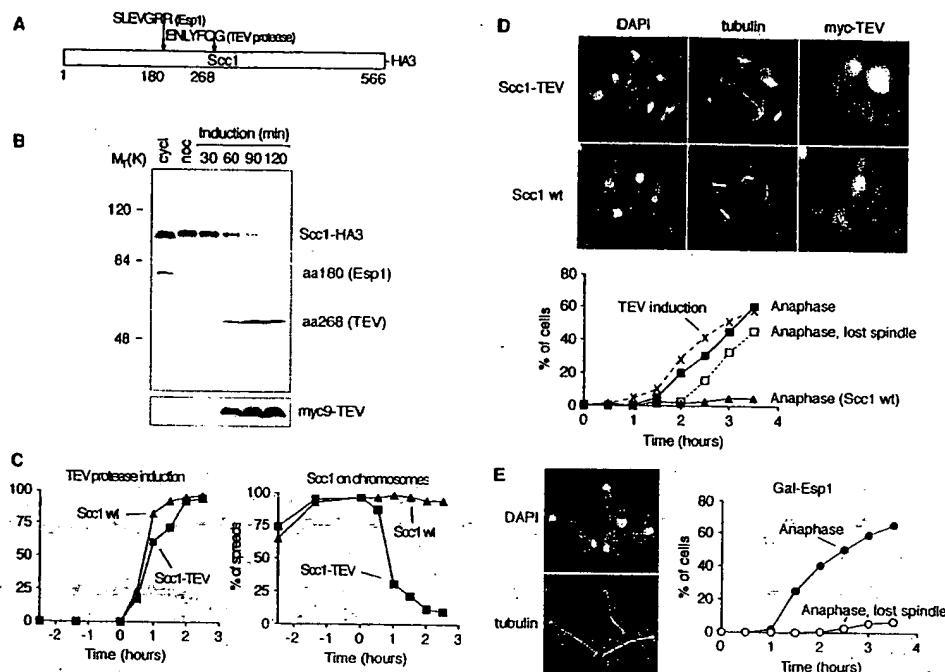 A
SLEVGRR (Esp1)
ENLYFQG (TEV protease)
Scc1
-HA3
1 180 268 566
B
cycl noc Induction (min)
30 60 90 120
Mr(K)
120 –
84 –
48 –
Scc1-HA3
aa180 (Esp1)
aa268 (TEV)
myc9-TEV
C
TEV protease induction
100
75
50
25
0
Scc1 wt
Scc1-TEV
-2 -1 0 1 2 3
Time (hours)
Scc1 on chromosomes
% of spreads
100
75
50
25
0
Scc1 wt
Scc1-TEV
-2 -1 0 1 2 3
Time (hours)
D
DAPI tubulin myc-TEV
Scc1-TEV
Scc1 wt
% of cells
80
60
40
20
0
TEV induction
Anaphase
Anaphase, lost spindle
Anaphase (Scc1 wt)
0 1 2 3 4
Time (hours)
E
DAPI
tubulin
Gal-Esp1
% of cells
80
60
40
20
0
Anaphase
Anaphase, lost spindle
0 1 2 3 4
Time (hours)